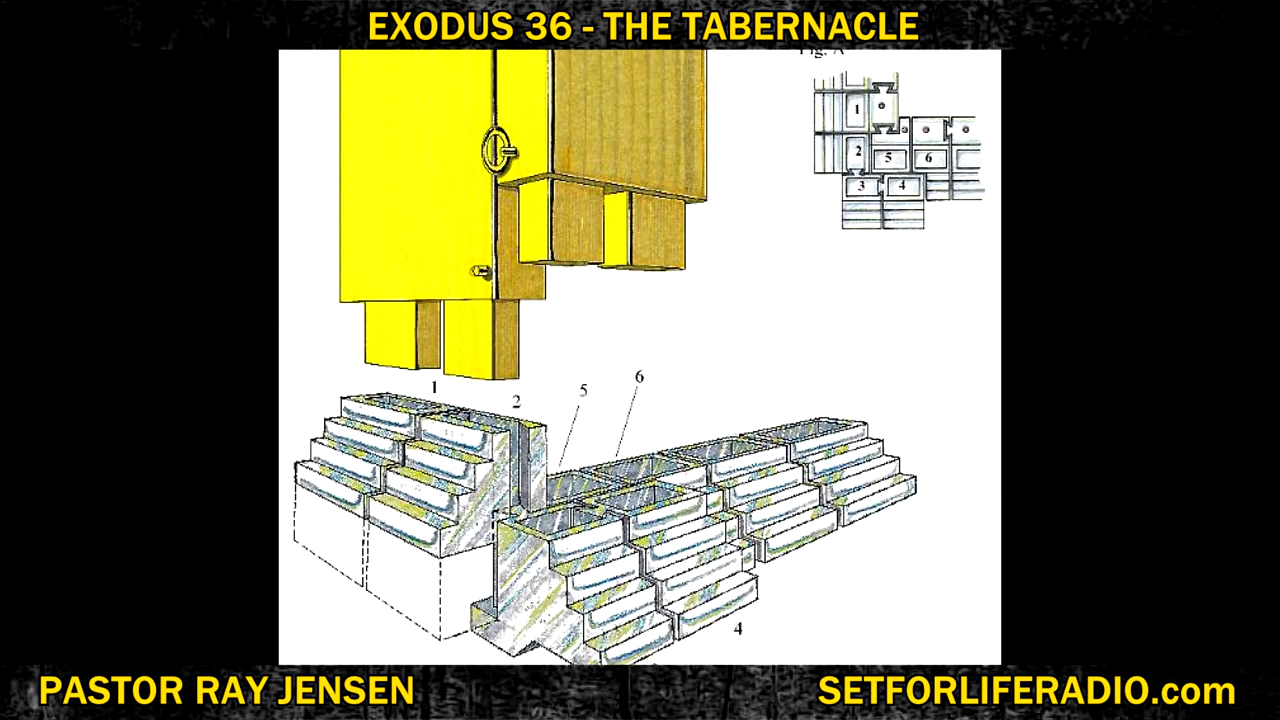 EXODUS 36 - THE TABERNACLE
Fig. A
1
2
5
6
3
4
1
2
5
6
4
PASTOR RAY JENSEN
SETFORLIFERADIO.com